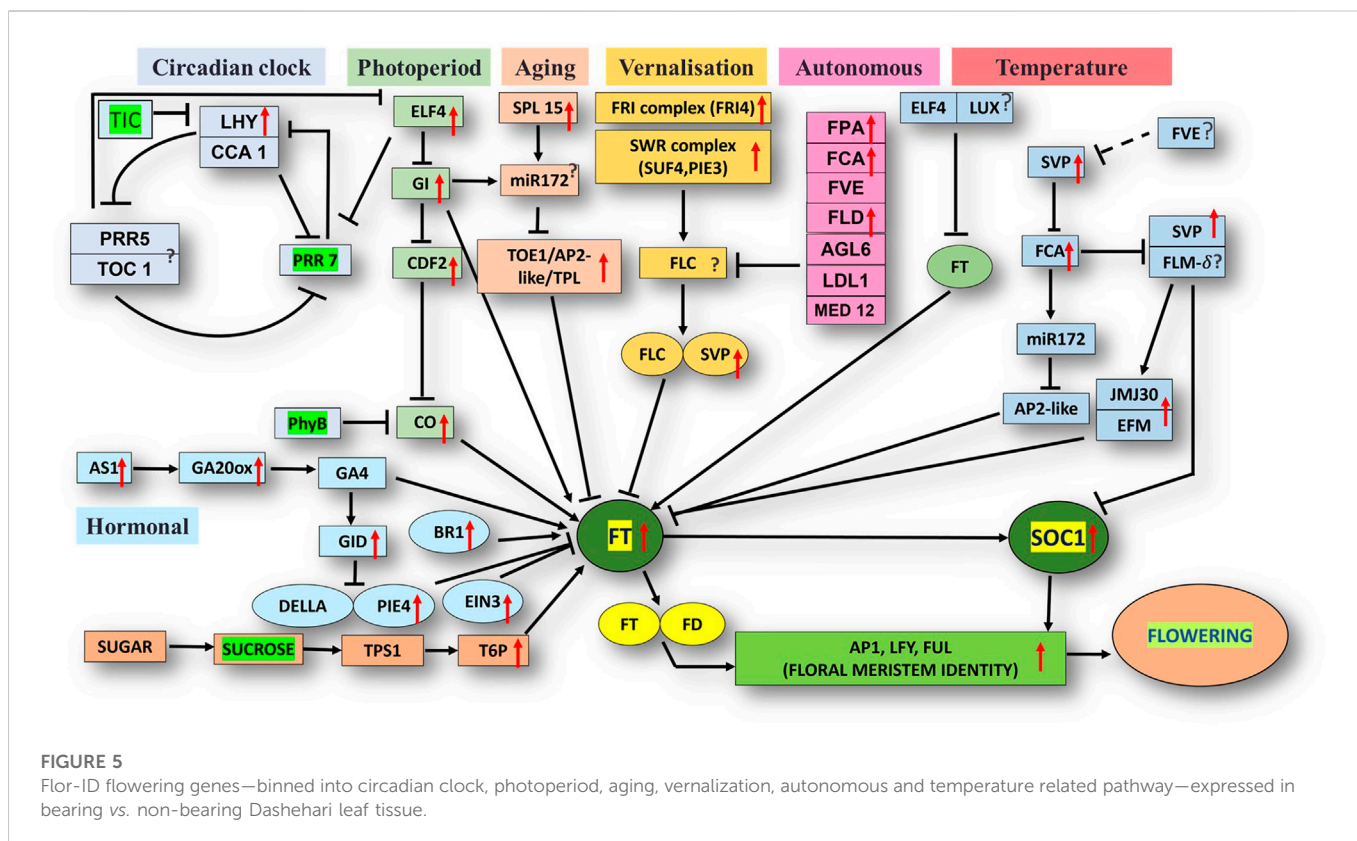 Circadian clock
Photoperiod
Aging
Vernalisation
Autonomous
Temperature
TIC
LHY
CCA 1
PRR5
TOC 1
?
PRR 7
ELF4
GI
CDF2
PhyB
CO
SPL 15
miR172
?
TOE1/AP2-
like/TPL
FRI complex (FRI4)
SWR complex
(SUF4,PIE3)
FLC ?
FLC
SVP
FPA
FCA
FVE
FLD
AGL6
LDL1
MED 12
ELF4
LUX?
FT
SVP
FVE?
FCA
SVP
FLM-δ?
miR172
AP2-like
JMJ30
EFM
AS1
GA20ox
GA4
Hormonal
GID
BR1
DELLA
PIE4
EIN3
SUGAR
SUCROSE
TPS1
T6P
FT
SOC1
FT
FD
AP1, LFY, FUL
(FLORAL MERISTEM IDENTITY)
FLOWERING
FIGURE 5
Flor-ID flowering genes—binned into circadian clock, photoperiod, aging, vernalization, autonomous and temperature related pathway—expressed in
bearing vs. non-bearing Dashehari leaf tissue.